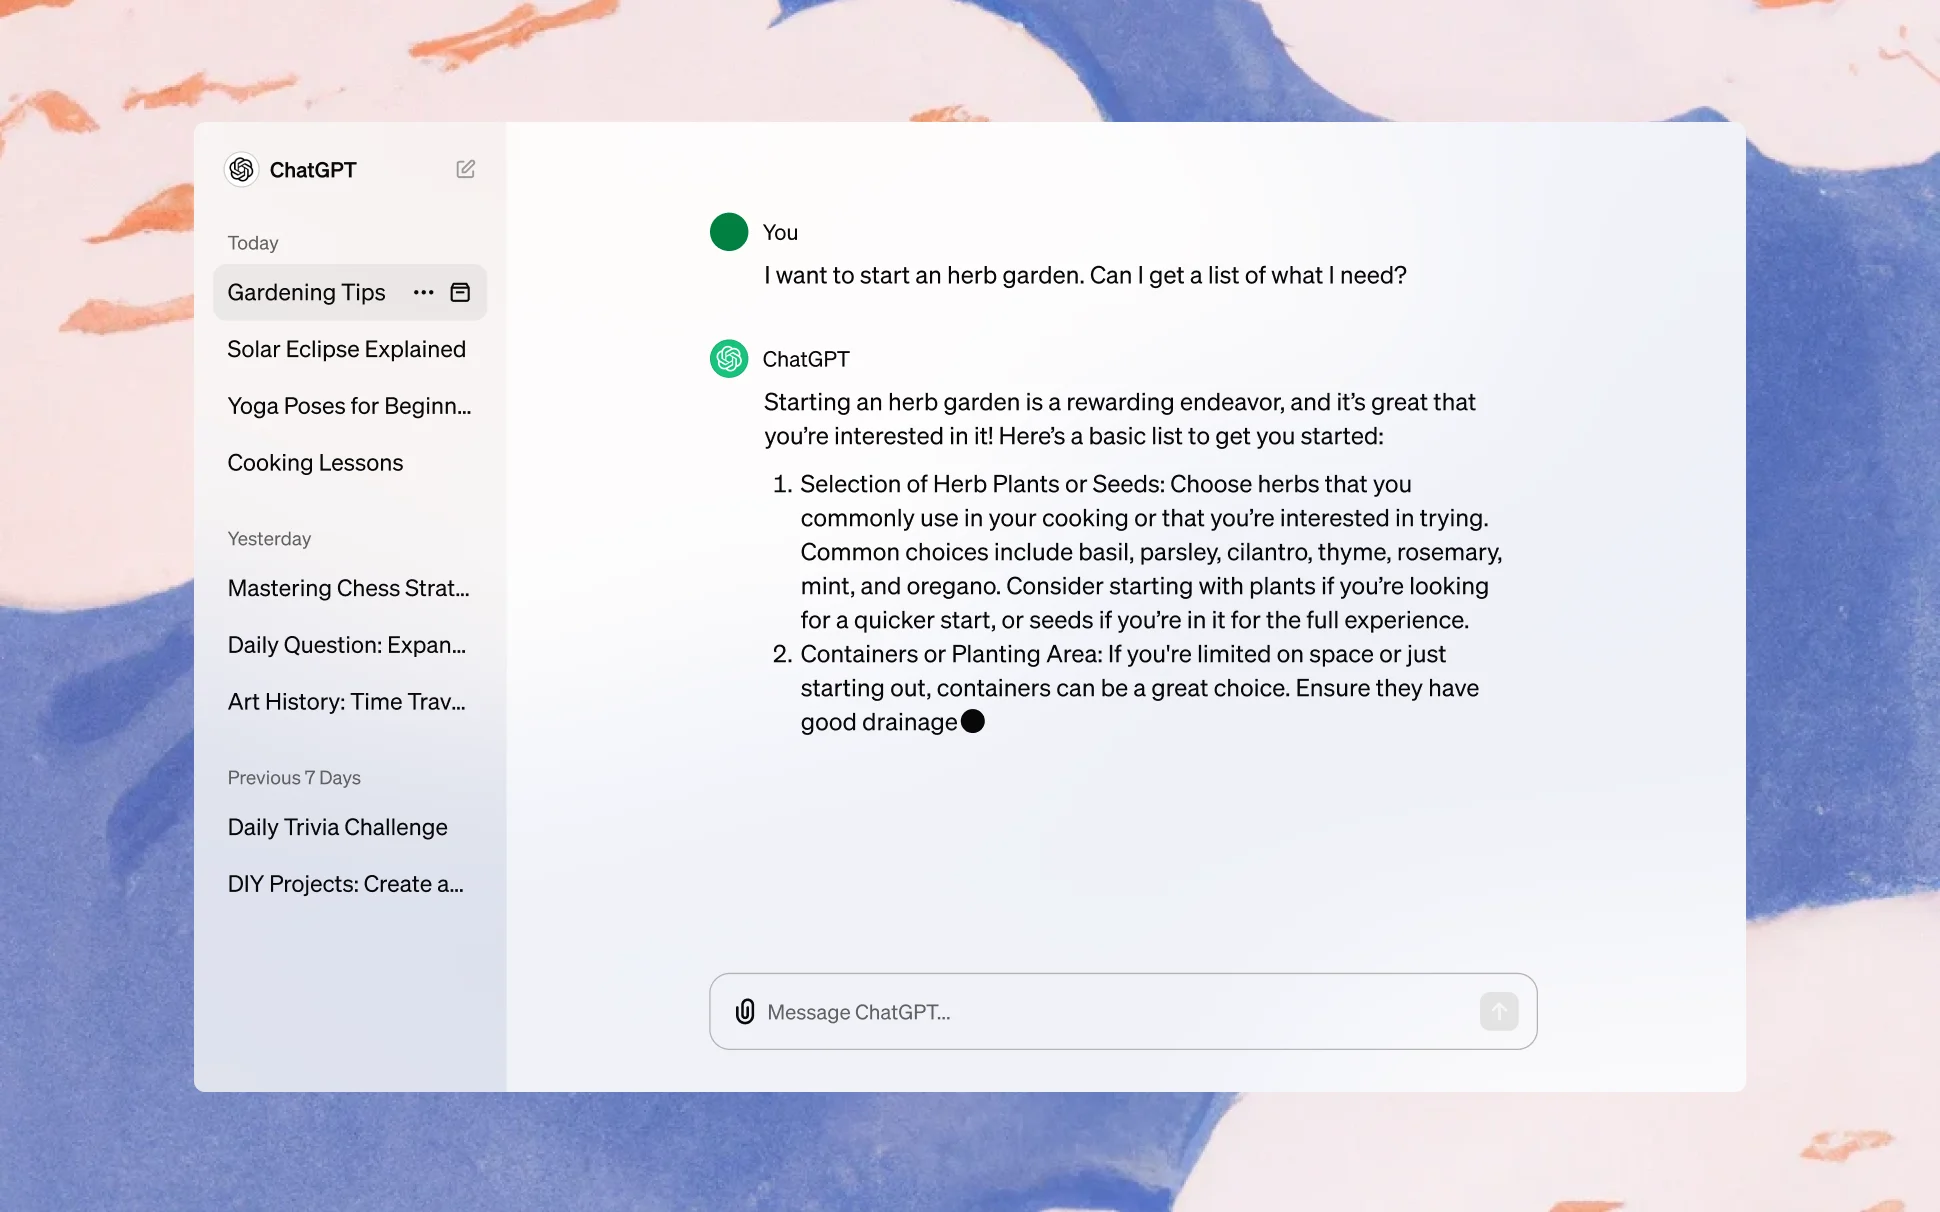 ChatGPT
Today
Gardening Tips
Solar Eclipse Explained
Yoga Poses for Beginn...
Cooking Lessons
Yesterday
Mastering Chess Strat...
Daily Question: Expan...
Art History: Time Trav...
Previous 7 Days
Daily Trivia Challenge
DIY Projects: Create a...
You
I want to start an herb garden. Can I get a list of what I need?
ChatGPT
Starting an herb garden is a rewarding endeavor, and it’s great that
you’re interested in it! Here’s a basic list to get you started:
1. Selection of Herb Plants or Seeds: Choose herbs that you
commonly use in your cooking or that you’re interested in trying.
Common choices include basil, parsley, cilantro, thyme, rosemary,
mint, and oregano. Consider starting with plants if you’re looking
for a quicker start, or seeds if you’re in it for the full experience.
2. Containers or Planting Area: If you're limited on space or just
starting out, containers can be a great choice. Ensure they have
good drainage
Message ChatGPT...